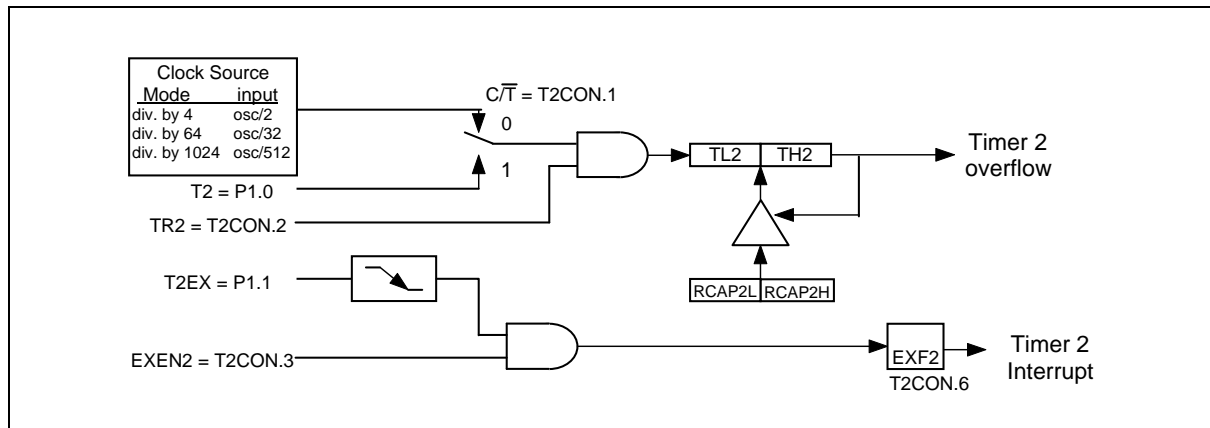 Clock Source
Mode input
div. by 4 osc/2
div. by 64 osc/32
div. by 1024 osc/512
C/T̅ = T2CON.1
0
1
T2 = P1.0
TR2 = T2CON.2
TL2 TH2
Timer 2
overflow
T2EX = P1.1
RCAP2L RCAP2H
EXEN2 = T2CON.3
EXF2
T2CON.6
Timer 2
Interrupt